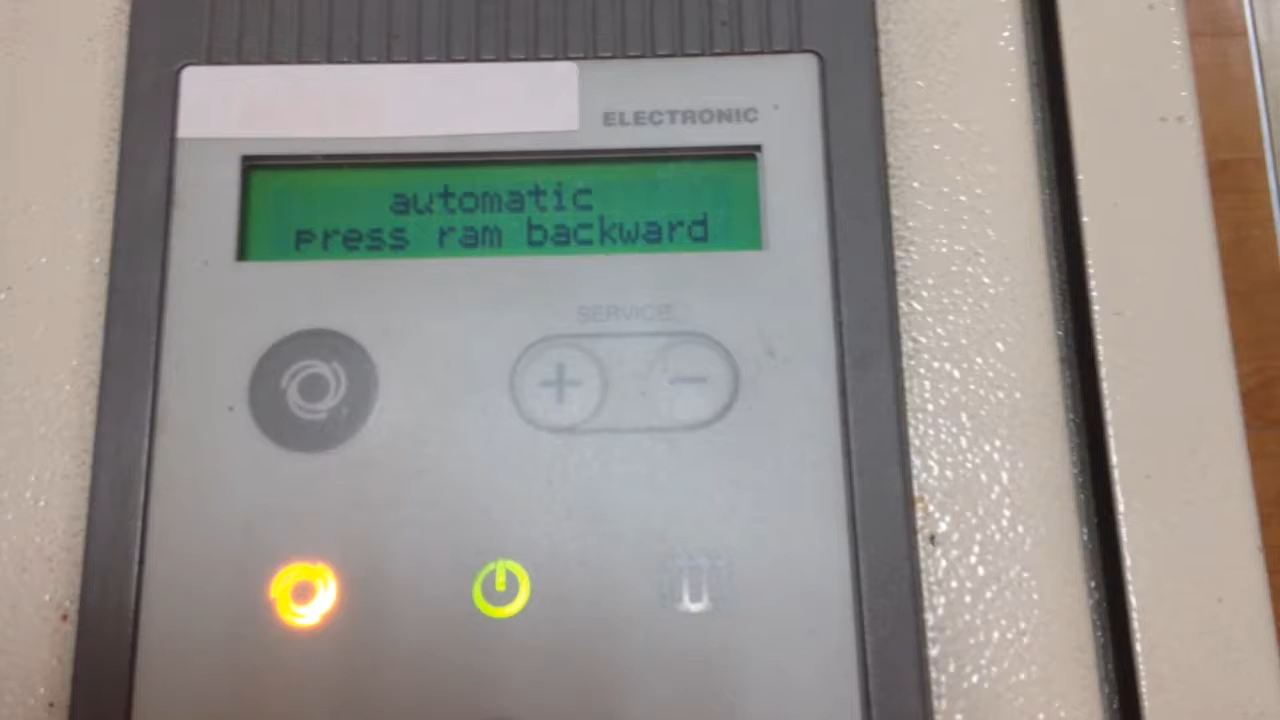 ELECTRONIC
automatic
press ram backward
SERVICE
+ −